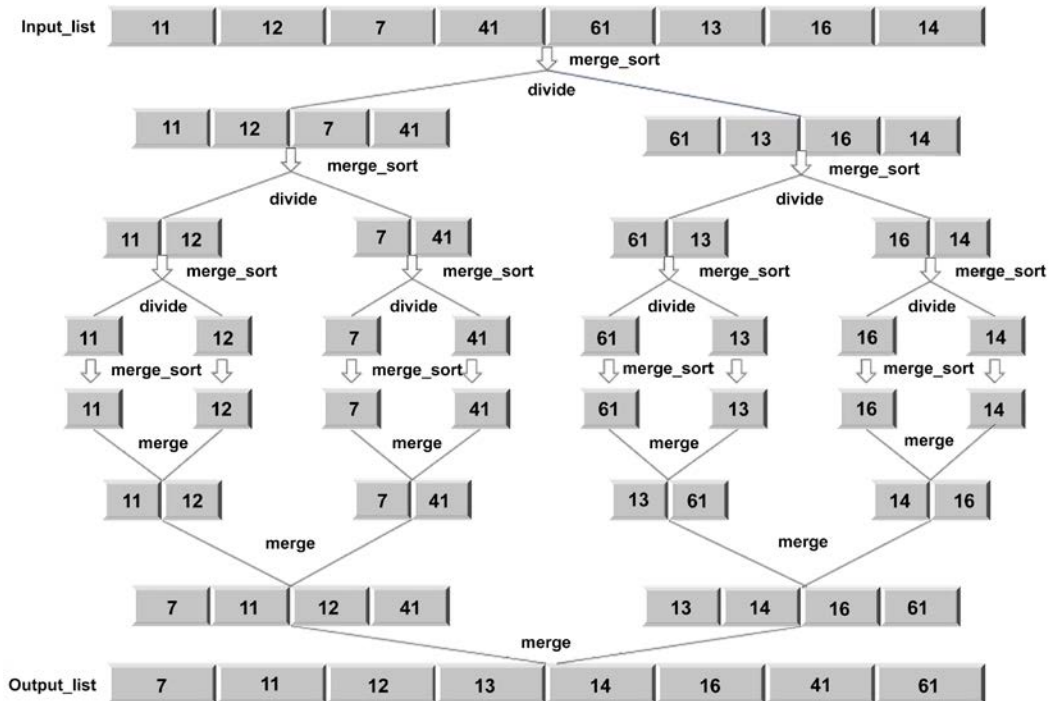 Input_list 11 12 7 41 61 13 16 14
merge_sort
divide
11 12 7 41 61 13 16 14
merge_sort merge_sort
divide divide
11 12 7 41 61 13 16 14
merge_sort merge_sort merge_sort merge_sort
divide divide divide divide
11 12 7 41 61 13 16 14
merge_sort merge_sort merge_sort merge_sort
11 12 7 41 61 13 16 14
merge merge merge merge
11 12 7 41 13 61 14 16
merge merge
7 11 12 41 13 14 16 61
merge
Output_list 7 11 12 13 14 16 41 61